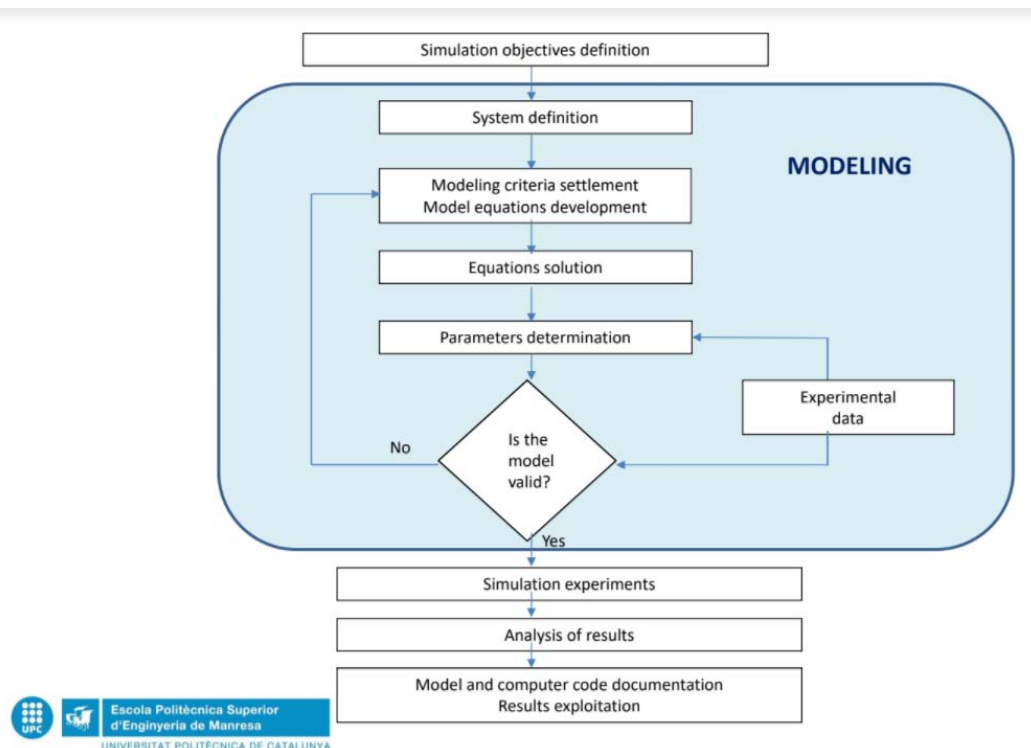 Simulation objectives definition
System definition
MODELING
Modeling criteria settlement
Model equations development
Equations solution
Parameters determination
Experimental
data
Is the
model
valid?
No
Yes
Simulation experiments
Analysis of results
Model and computer code documentation
Results exploitation
UPC
Escola Politècnica Superior
d'Enginyeria de Manresa
UNIVERSITAT POLITÈCNICA DE CATALUNYA